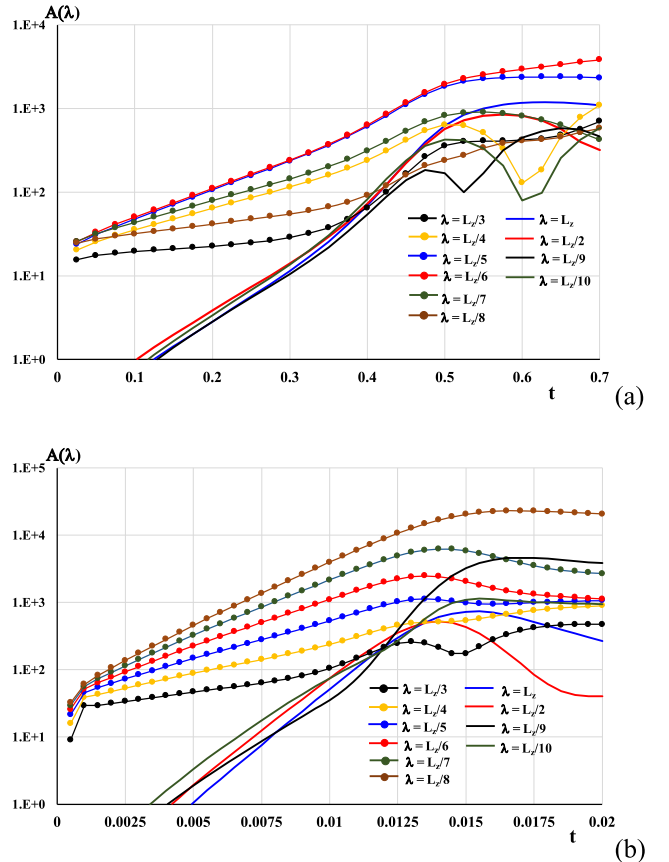 A(λ)
1.E+4
1.E+3
1.E+2
1.E+1
1.E+0
0 0.1 0.2 0.3 0.4 0.5 0.6 0.7
t
(a)
λ = Lz/3
λ = Lz/4
λ = Lz/5
λ = Lz/6
λ = Lz/7
λ = Lz/8
λ = Lz
λ = Lz/2
λ = Lz/9
λ = Lz/10
A(λ)
1.E+5
1.E+4
1.E+3
1.E+2
1.E+1
1.E+0
0 0.0025 0.005 0.0075 0.01 0.0125 0.015 0.0175 0.02
t
(b)
λ = Lz/3
λ = Lz/4
λ = Lz/5
λ = Lz/6
λ = Lz/7
λ = Lz/8
λ = Lz
λ = Lz/2
λ = Lz/9
λ = Lz/10